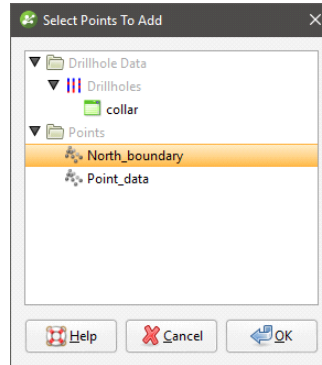 Select Points To Add
Drillhole Data
Drillholes
collar
Points
North_boundary
Point_data
Help Cancel OK